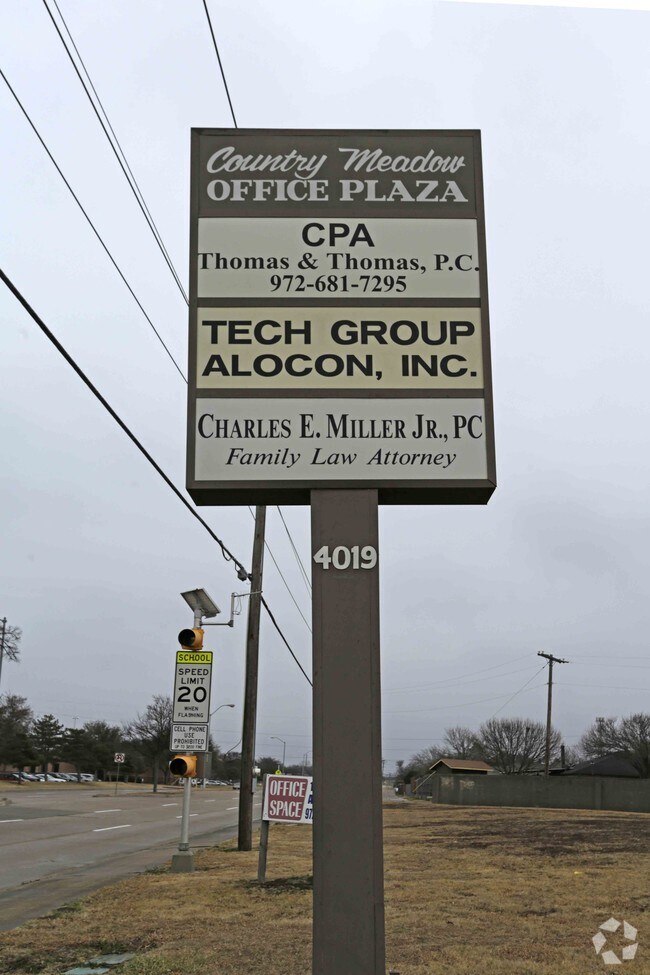 Country Meadow
OFFICE PLAZA
CPA
Thomas & Thomas, P.C.
972-681-7295
TECH GROUP
ALOCON, INC.
CHARLES E. MILLER JR., PC
Family Law Attorney
4019
SCHOOL
SPEED
LIMIT
20
WHEN
FLASHING
CELL PHONE
USE
PROHIBITED
OFFICE
SPACE